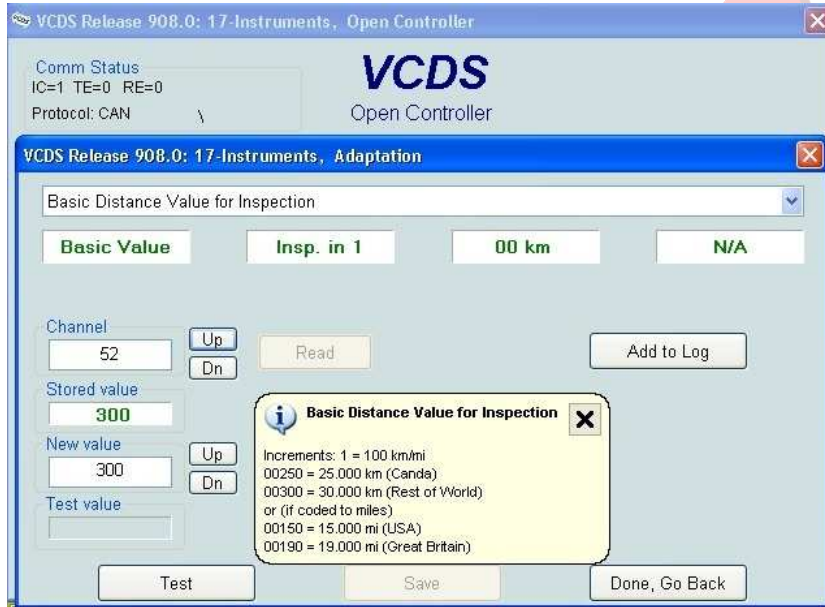 VCDS Release 908.0: 17-Instruments, Open Controller
Comm Status
IC=1 TE=0 RE=0
Protocol: CAN \
VCDS
Open Controller
VCDS Release 908.0: 17-Instruments, Adaptation
Basic Distance Value for Inspection
Basic Value Insp. in 1 00 km N/A
Channel
52
Up
Dn
Read
Add to Log
Stored value
300
New value
300
Up
Dn
Test value
Basic Distance Value for Inspection
Increments: 1 = 100 km/mi
00250 = 25.000 km (Canda)
00300 = 30.000 km (Rest of World)
or (if coded to miles)
00150 = 15.000 mi (USA)
00190 = 19.000 mi (Great Britain)
Test Save Done, Go Back